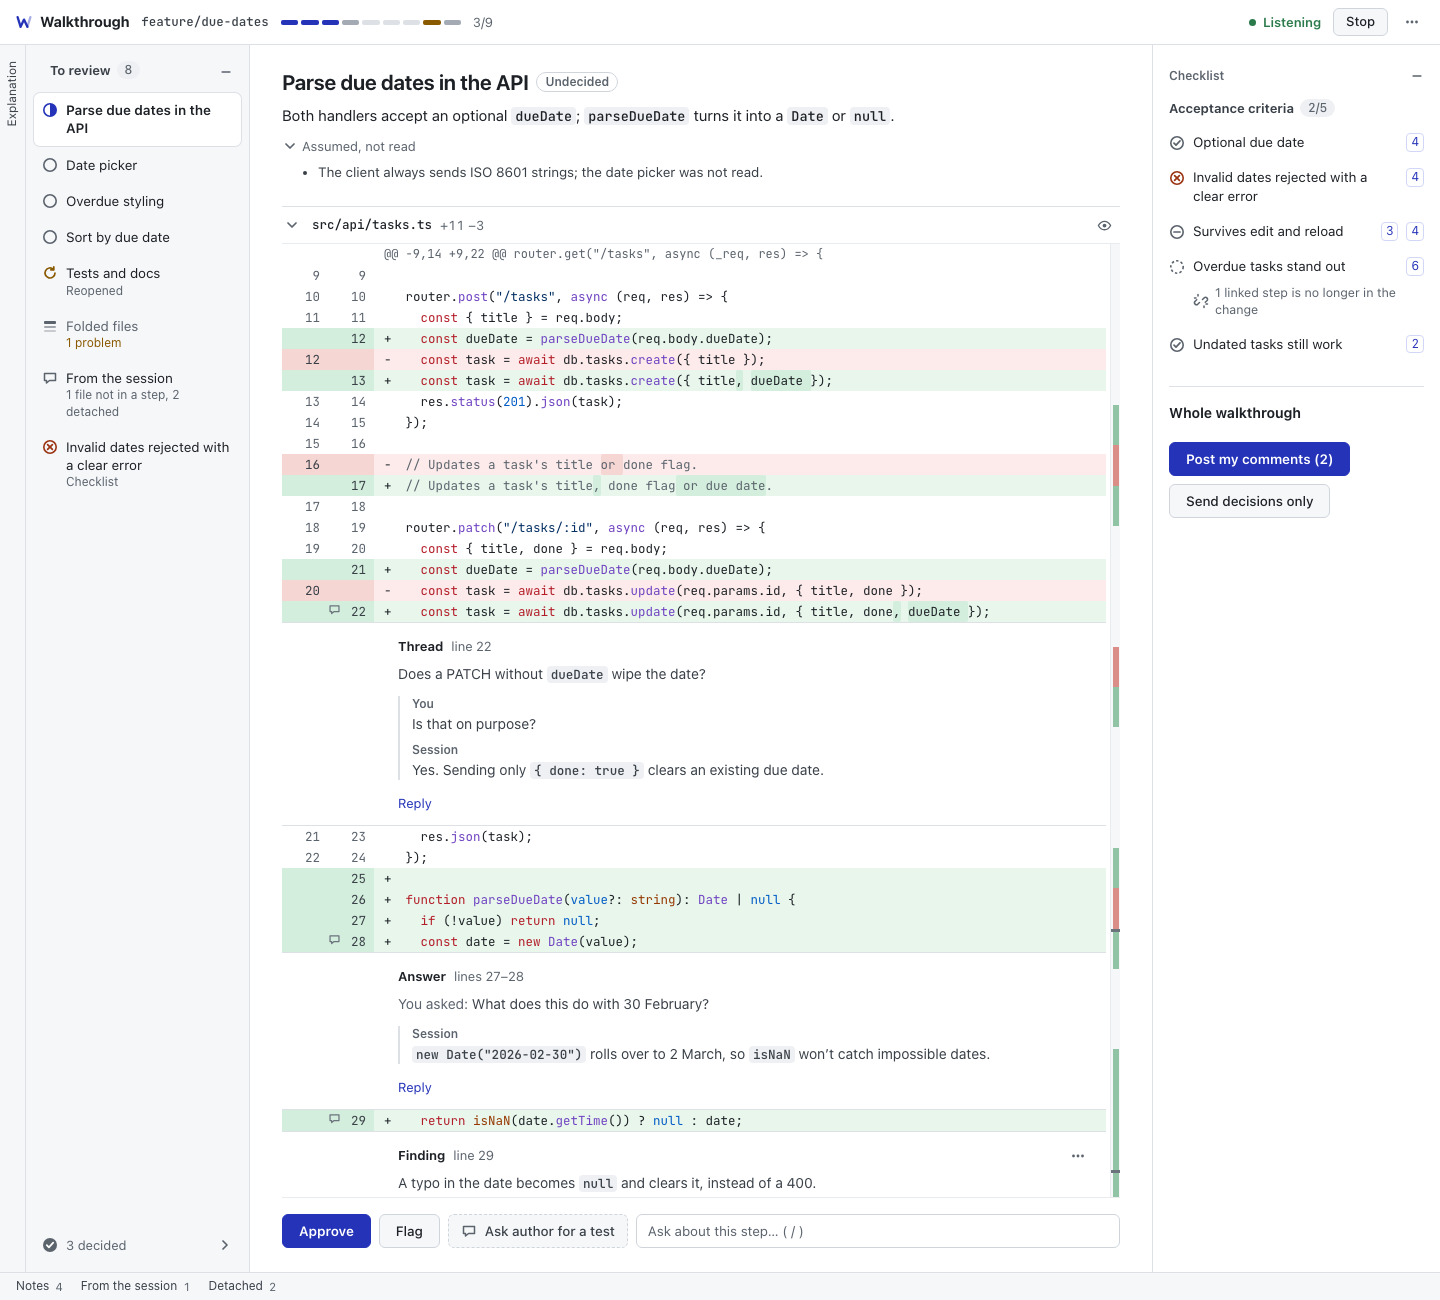 Walkthrough feature/due-dates 3/9 Listening Stop
Explanation
To review 8
Parse due dates in the
API
Date picker
Overdue styling
Sort by due date
Tests and docs
Reopened
Folded files
1 problem
From the session
1 file not in a step, 2
detached
Invalid dates rejected with
a clear error
Checklist
3 decided
Parse due dates in the API Undecided
Both handlers accept an optional dueDate; parseDueDate turns it into a Date or null.
Assumed, not read
• The client always sends ISO 8601 strings; the date picker was not read.
src/api/tasks.ts +11 −3
@@ -9,14 +9,22 @@ router.get("/tasks", async (_req, res) => {
9 9
10 10 router.post("/tasks", async (req, res) => {
11 11 const { title } = req.body;
12 + const dueDate = parseDueDate(req.body.dueDate);
12 - const task = await db.tasks.create({ title });
13 + const task = await db.tasks.create({ title, dueDate });
13 14 res.status(201).json(task);
14 15 });
15 16
16 - // Updates a task's title or done flag.
17 + // Updates a task's title, done flag or due date.
17 18
18 19 router.patch("/tasks/:id", async (req, res) => {
19 20 const { title, done } = req.body;
21 + const dueDate = parseDueDate(req.body.dueDate);
20 - const task = await db.tasks.update(req.params.id, { title, done });
22 + const task = await db.tasks.update(req.params.id, { title, done, dueDate });
Thread line 22
Does a PATCH without dueDate wipe the date?
You
Is that on purpose?
Session
Yes. Sending only { done: true } clears an existing due date.
Reply
21 23 res.json(task);
22 24 });
25 +
26 + function parseDueDate(value?: string): Date | null {
27 + if (!value) return null;
28 + const date = new Date(value);
Answer lines 27–28
You asked: What does this do with 30 February?
Session
new Date("2026-02-30") rolls over to 2 March, so isNaN won't catch impossible dates.
Reply
29 + return isNaN(date.getTime()) ? null : date;
Finding line 29
A typo in the date becomes null and clears it, instead of a 400.
Approve Flag Ask author for a test Ask about this step… ( / )
Checklist
Acceptance criteria 2/5
Optional due date 4
Invalid dates rejected with a 4
clear error
Survives edit and reload 3 4
Overdue tasks stand out 6
1 linked step is no longer in the
change
Undated tasks still work 2
Whole walkthrough
Post my comments (2)
Send decisions only
Notes 4 From the session 1 Detached 2